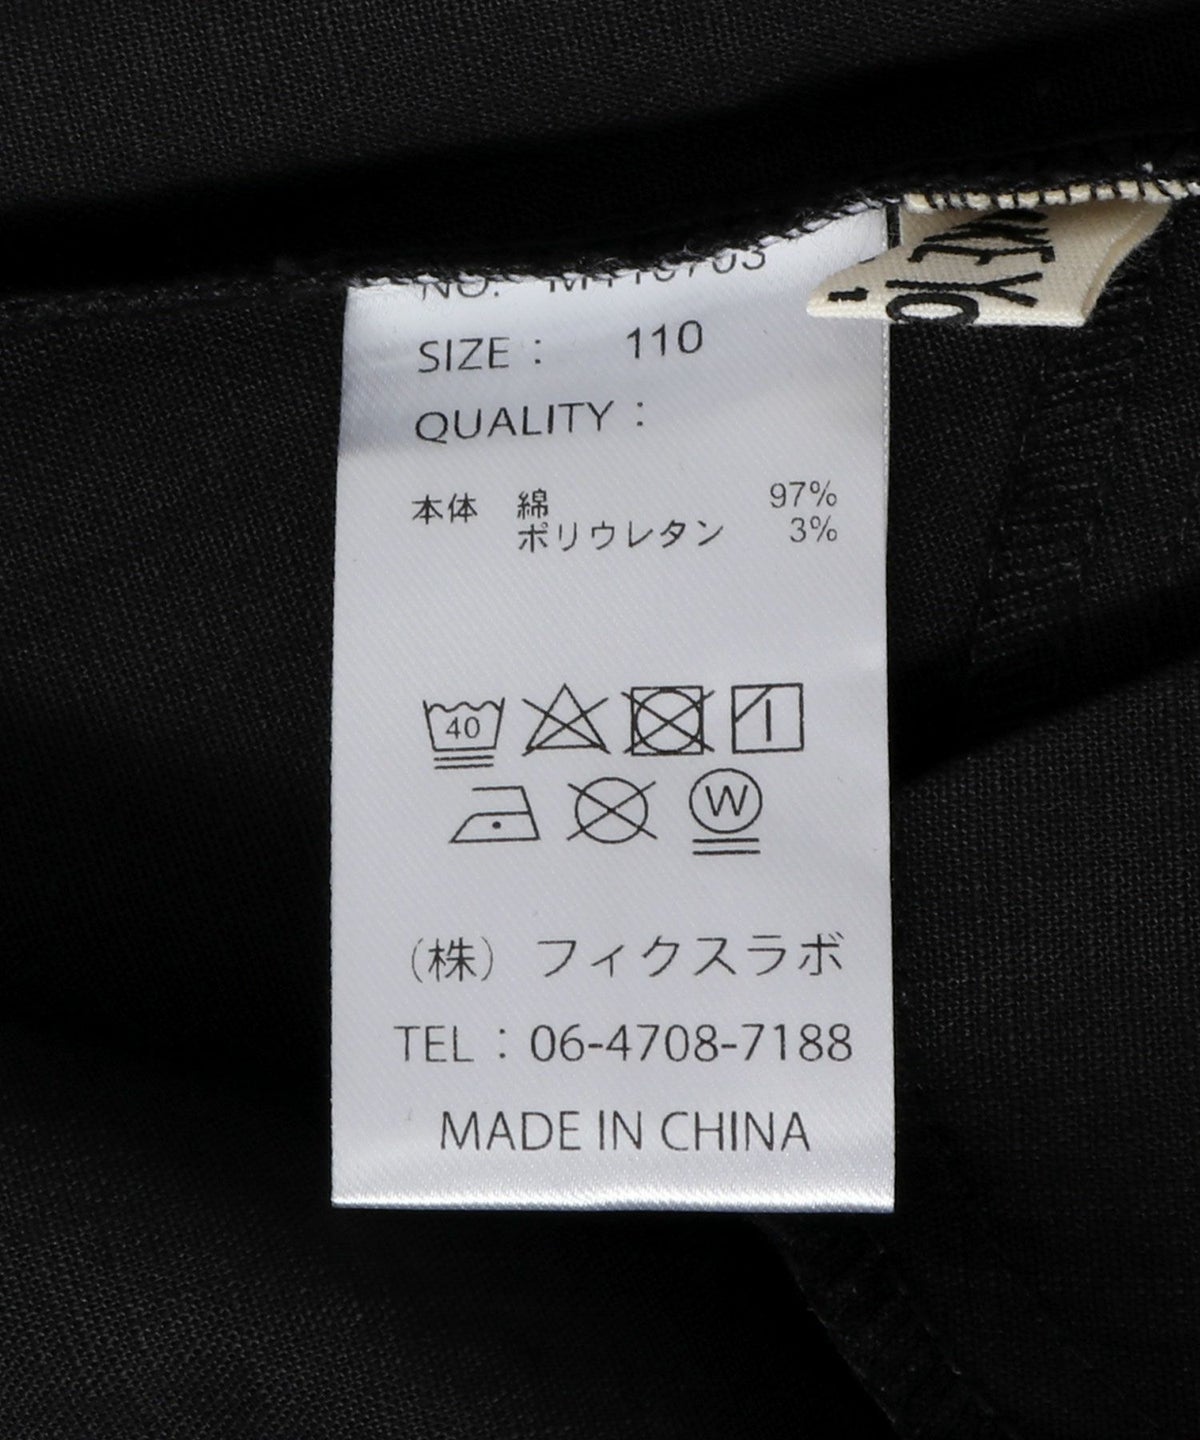 SIZE : 110
QUALITY :
本体 綿 97%
ポリウレタン 3%
40
W
(株) フィクスラボ
TEL : 06-4708-7188
MADE IN CHINA